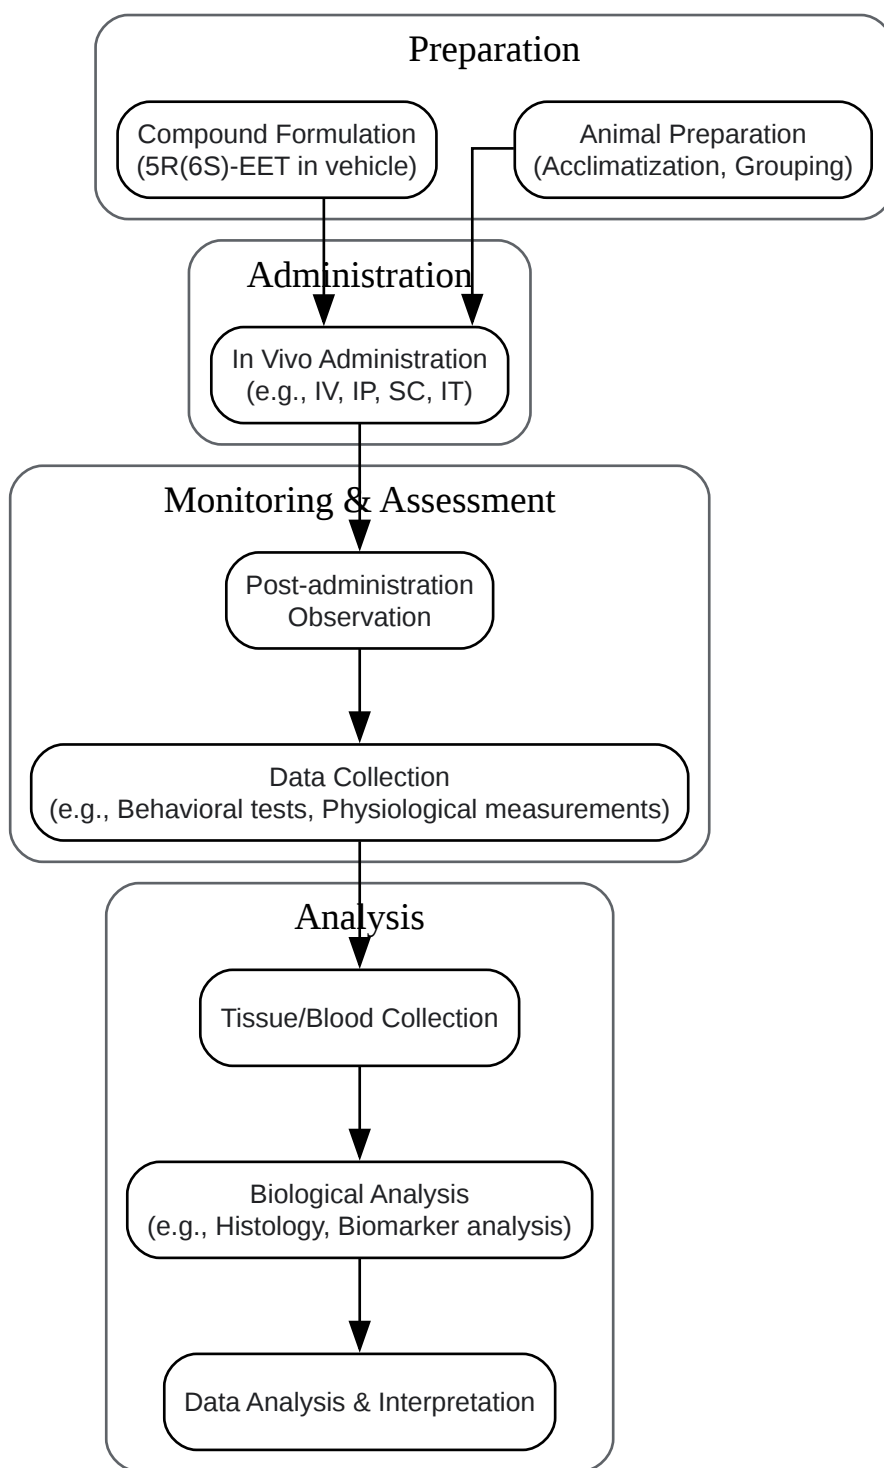 Preparation
Compound Formulation
(5R(6S)-EET in vehicle)
Animal Preparation
(Acclimatization, Grouping)
Administration
In Vivo Administration
(e.g., IV, IP, SC, IT)
Monitoring & Assessment
Post-administration
Observation
Data Collection
(e.g., Behavioral tests, Physiological measurements)
Analysis
Tissue/Blood Collection
Biological Analysis
(e.g., Histology, Biomarker analysis)
Data Analysis & Interpretation